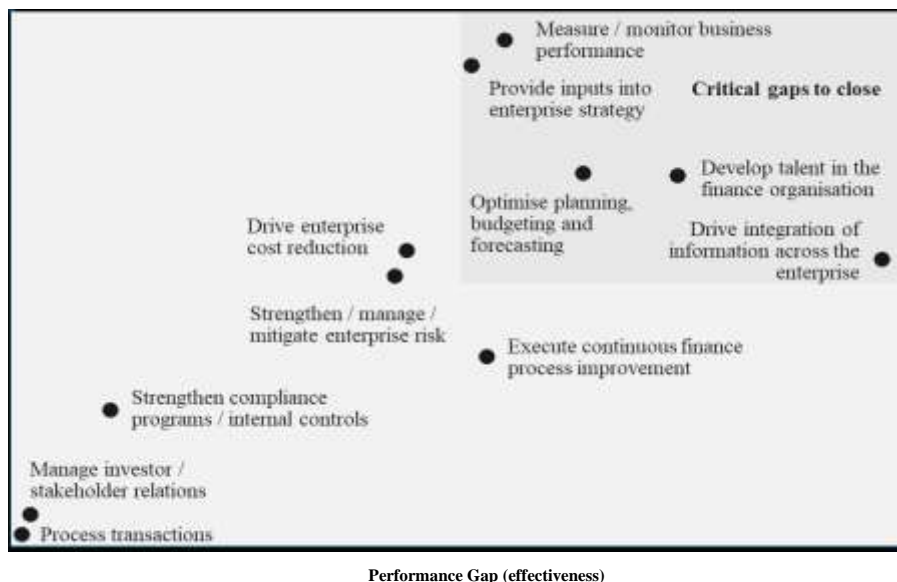 Measure / monitor business
performance
Provide inputs into
enterprise strategy
Critical gaps to close
Develop talent in the
finance organisation
Optimise planning,
budgeting and
forecasting
Drive integration of
information across the
enterprise
Drive enterprise
cost reduction
Strengthen / manage /
mitigate enterprise risk
Execute continuous finance
process improvement
Strengthen compliance
programs / internal controls
Manage investor /
stakeholder relations
Process transactions
Performance Gap (effectiveness)